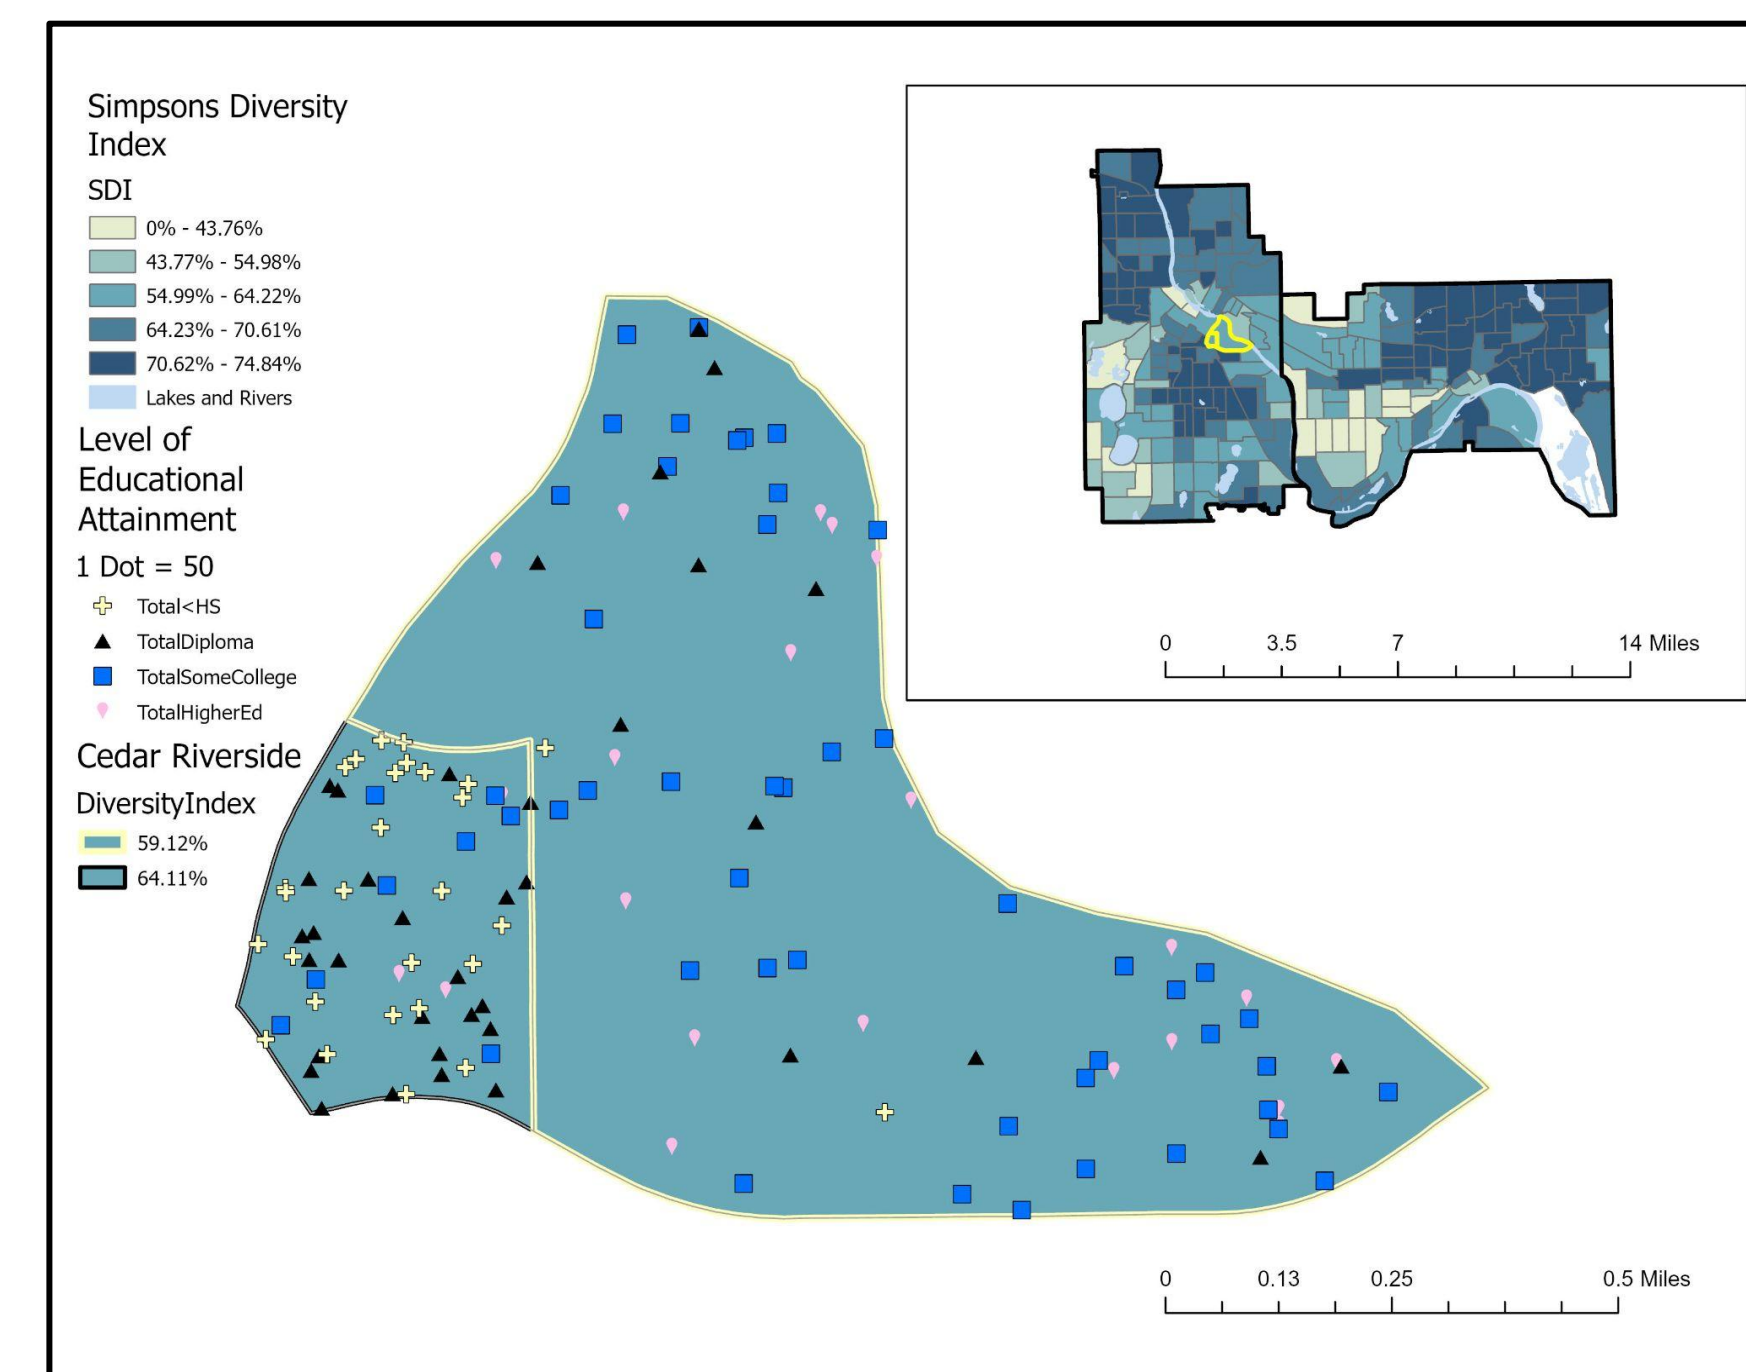 Simpsons Diversity
Index
SDI
0% - 43.76%
43.77% - 54.98%
54.99% - 64.22%
64.23% - 70.61%
70.62% - 74.84%
Lakes and Rivers
Level of
Educational
Attainment
1 Dot = 50
Total<HS
TotalDiploma
TotalSomeCollege
TotalHigherEd
Cedar Riverside
DiversityIndex
59.12%
64.11%
0 3.5 7 14 Miles
0 0.13 0.25 0.5 Miles